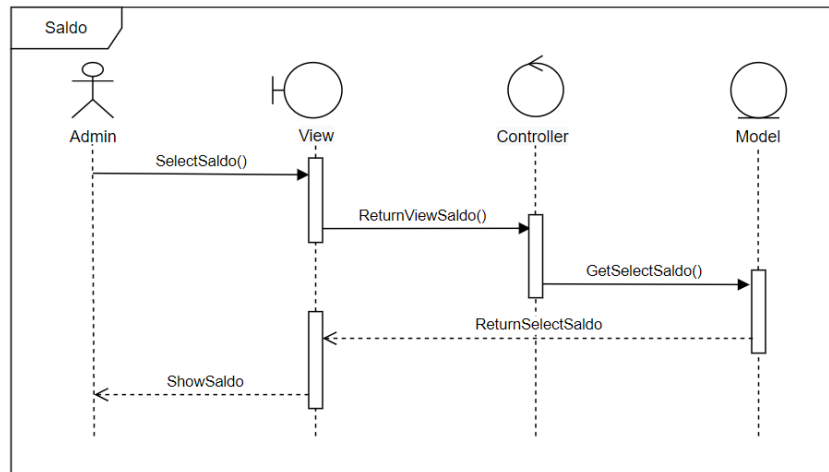 Saldo
Admin
View
Controller
Model
SelectSaldo()
ReturnViewSaldo()
GetSelectSaldo()
ReturnSelectSaldo
ShowSaldo